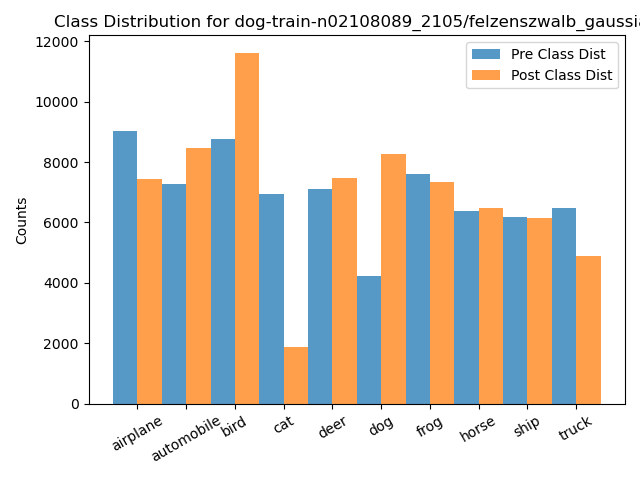 Class Distribution for dog-train-n02108089_2105/felzenszwalb_gaussia
Pre Class Dist
Post Class Dist
Counts
12000
10000
8000
6000
4000
2000
0
airplane
automobile
bird
cat
deer
dog
frog
horse
ship
truck